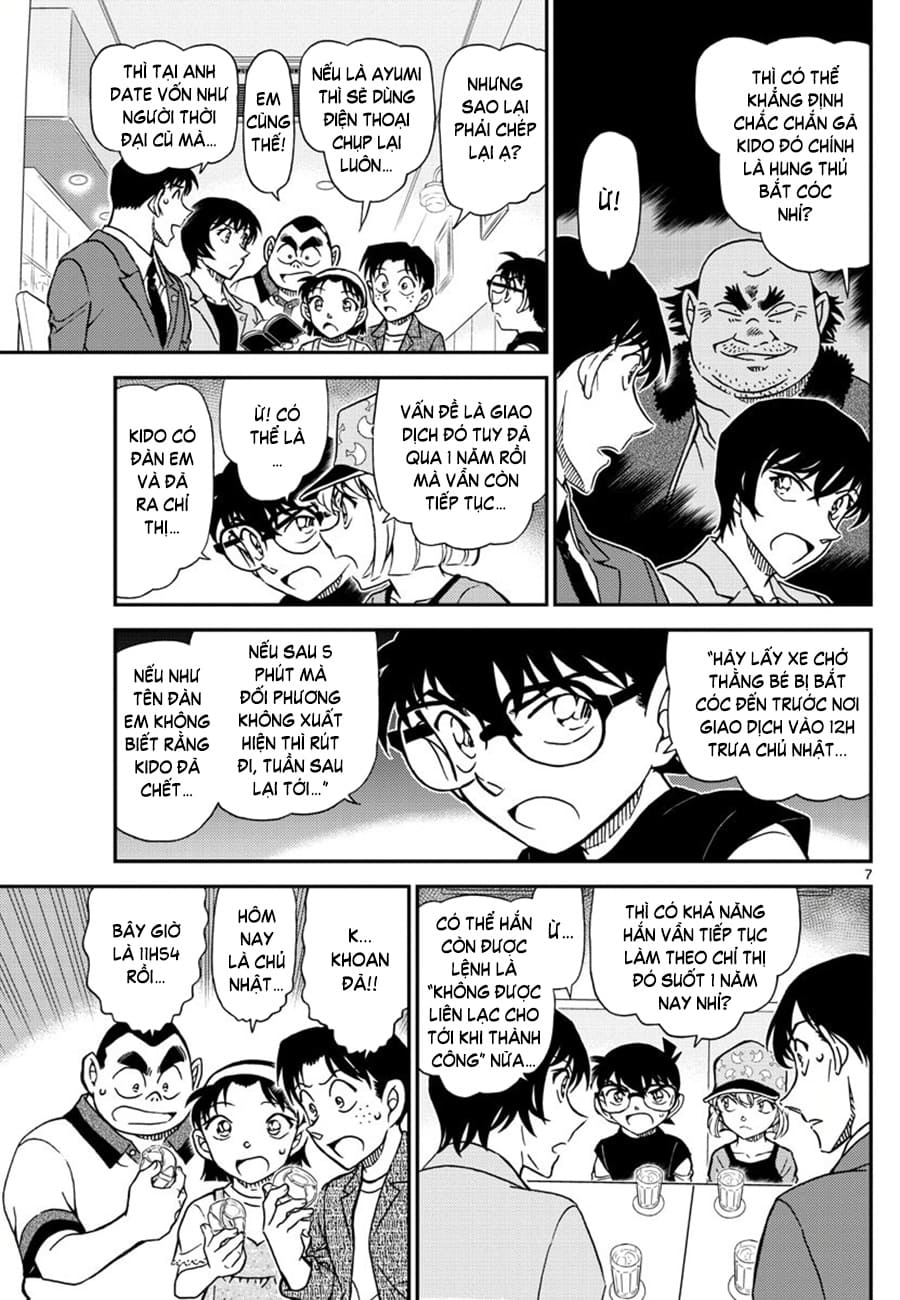 THÌ CÓ THỂ
KHẲNG ĐỊNH
CHẮC CHẮN GÃ
KIDO ĐÓ CHÍNH
LÀ HUNG THỦ
BẮT CÓC
NHỈ?
Ừ!
NHƯNG
SAO LẠI
PHẢI CHÉP
LẠI Ạ?
NẾU LÀ AYUMI
THÌ SẼ DÙNG
ĐIỆN THOẠI
CHỤP LẠI
LUÔN...
EM
CŨNG
THẾ!
THÌ TẠI ANH
DATE VỐN NHƯ
NGƯỜI THỜI
ĐẠI CŨ MÀ...
VẤN ĐỀ LÀ GIAO
DỊCH ĐÓ TUY ĐÃ
QUA 1 NĂM RỒI
MÀ VẪN CÒN
TIẾP TỤC...
Ừ! CÓ
THỂ LÀ
...
KIDO CÓ
ĐÀN EM
VÀ ĐÃ
RA CHỈ
THỊ...
"HÃY LẤY XE CHỞ
THẰNG BÉ BỊ BẮT
CÓC ĐẾN TRƯỚC NƠI
GIAO DỊCH VÀO 12H
TRƯA CHỦ NHẬT...
NẾU SAU 5
PHÚT MÀ
ĐỐI PHƯƠNG
KHÔNG XUẤT
HIỆN THÌ RÚT
ĐI, TUẦN SAU
LẠI TỚI..."
NẾU NHƯ
TÊN ĐÀN
EM KHÔNG
BIẾT RẰNG
KIDO ĐÃ
CHẾT...
7
THÌ CÓ KHẢ NĂNG
HẮN VẪN TIẾP TỤC
LÀM THEO CHỈ THỊ
ĐÓ SUỐT 1 NĂM
NAY NHỈ?
Ừ...
CÓ THỂ HẮN
CÒN ĐƯỢC
LỆNH LÀ
"KHÔNG ĐƯỢC
LIÊN LẠC CHO
TỚI KHI THÀNH
CÔNG" NỮA...
K...
KHOAN
ĐÃ!!
HÔM
NAY
LÀ CHỦ
NHẬT...
BÂY GIỜ
LÀ 11H54
RỒI...